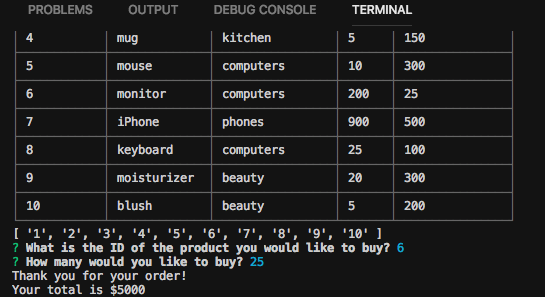 PROBLEMS OUTPUT DEBUG CONSOLE TERMINAL
4 mug kitchen 5 150
5 mouse computers 10 300
6 monitor computers 200 25
7 iPhone phones 900 500
8 keyboard computers 25 100
9 moisturizer beauty 20 300
10 blush beauty 5 200
[ '1', '2', '3', '4', '5', '6', '7', '8', '9', '10' ]
? What is the ID of the product you would like to buy? 6
? How many would you like to buy? 25
Thank you for your order!
Your total is $5000